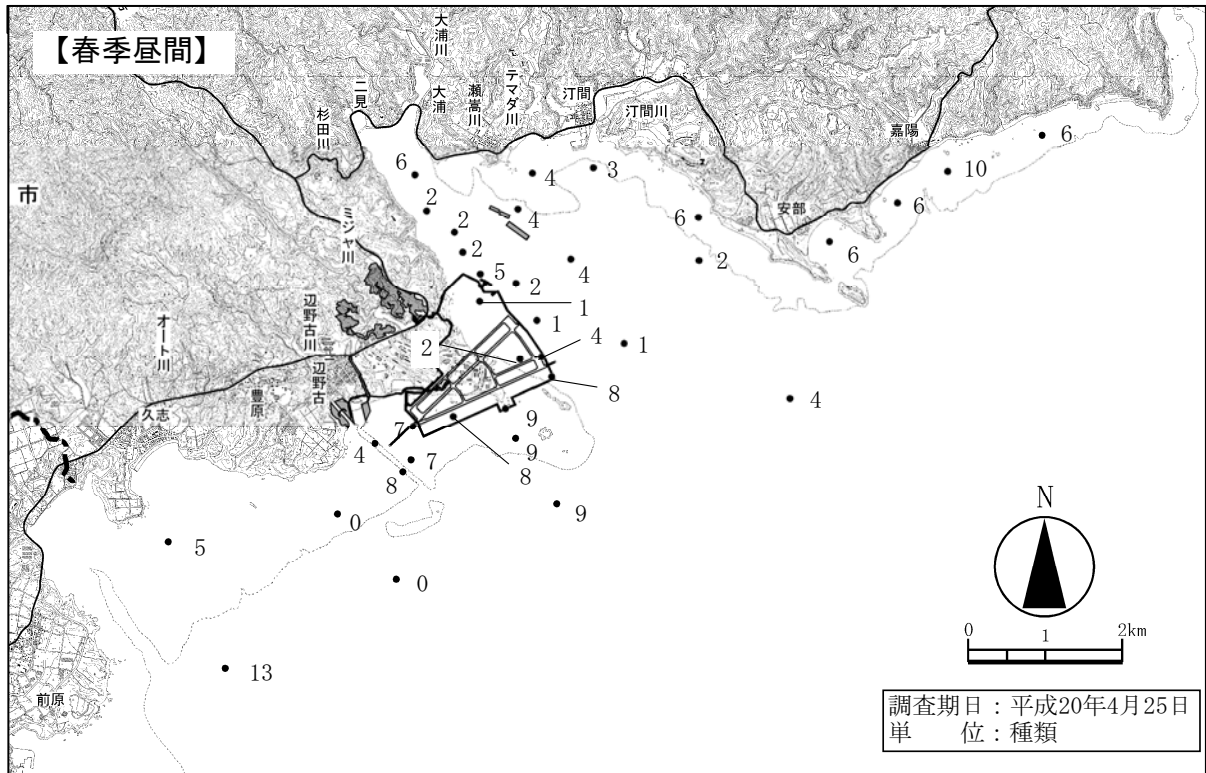 【春季昼間】
大浦川
二見
大浦
瀬嵩川
テマダ川
汀間
汀間川
杉田川
嘉陽
市
ミジャ川
安部
辺野古川
辺野古
オート川
豊原
久志
前原
6
10
6
4
3
6
2
4
6
6
2
2
4
2
5
2
1
1
4
2
1
8
4
9
7
9
4
7
8
8
9
0
5
0
13
N
0 1 2km
調査期日：平成20年4月25日
単　　位：種類